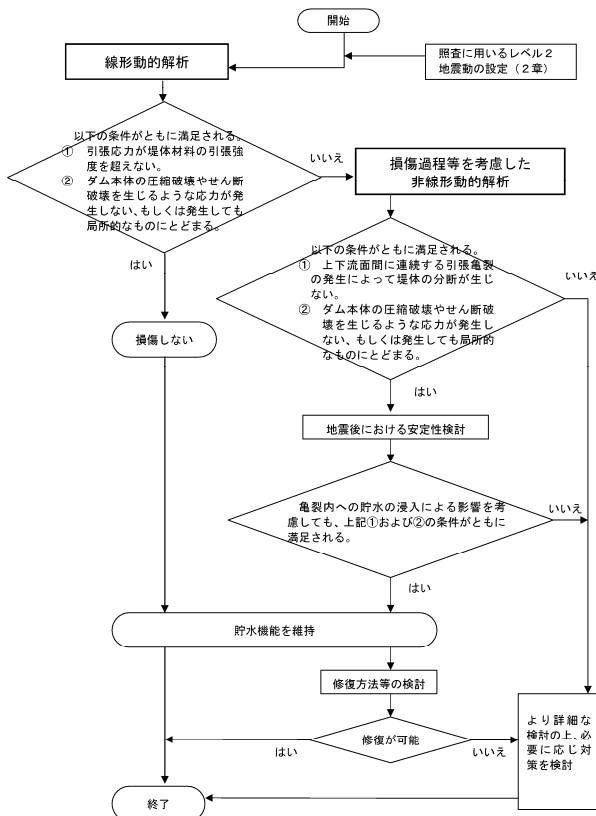 開始
線形動的解析
照査に用いるレベル２
地震動の設定（２章）
以下の条件がともに満足される。
① 引張応力が堤体材料の引張強
度を超えない。
② ダム本体の圧縮破壊やせん断
破壊を生じるような応力が
発生しない、もしくは発生しても
局所的なものにとどまる。
いいえ
はい
損傷過程等を考慮した
非線形動的解析
以下の条件がともに満足される。
① 上下流面間に連続する引張亀裂
の発生によって堤体の分断が生じ
ない。
② ダム本体の圧縮破壊やせん断破
壊を生じるような応力が発生し
ない、もしくは発生しても局所的
なものにとどまる。
いいえ
はい
損傷しない
地震後における安定性検討
亀裂内への貯水の浸入による影響を考
慮しても、上記①および②の条件がともに
満足される。
いいえ
はい
貯水機能を維持
修復方法等の検討
修復が可能
はい
いいえ
より詳細な
検討の上、必
要に応じ対
策を検討
終了